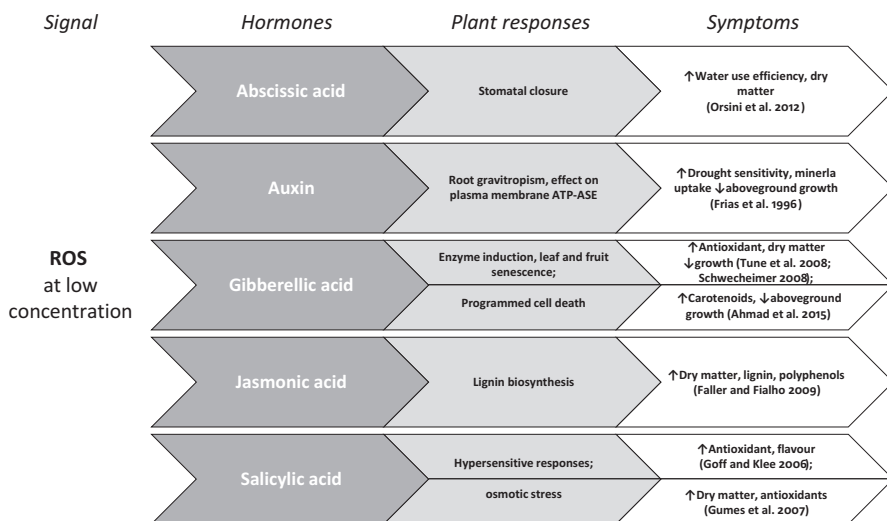 Signal Hormones Plant responses Symptoms
Abscissic acid
Stomatal closure
↑Water use efficiency, dry
matter
(Orsini et al. 2012)
Auxin
Root gravitropism, effect on
plasma membrane ATP-ASE
↑Drought sensitivity, minerla
uptake ↓aboveground growth
(Frias et al. 1996)
ROS
at low
concentration
Gibberellic acid
Enzyme induction, leaf and fruit
senescence;
↑Antioxidant, dry matter
↓growth (Tune et al. 2008;
Schwecheimer 2008);
Programmed cell death
↑Carotenoids, ↓aboveground
growth (Ahmad et al. 2015)
Jasmonic acid
Lignin biosynthesis
↑Dry matter, lignin, polyphenols
(Faller and Fialho 2009)
Salicylic acid
Hypersensitive responses;
↑Antioxidant, flavour
(Goff and Klee 2006);
osmotic stress
↑Dry matter, antioxidants
(Gumes et al. 2007)